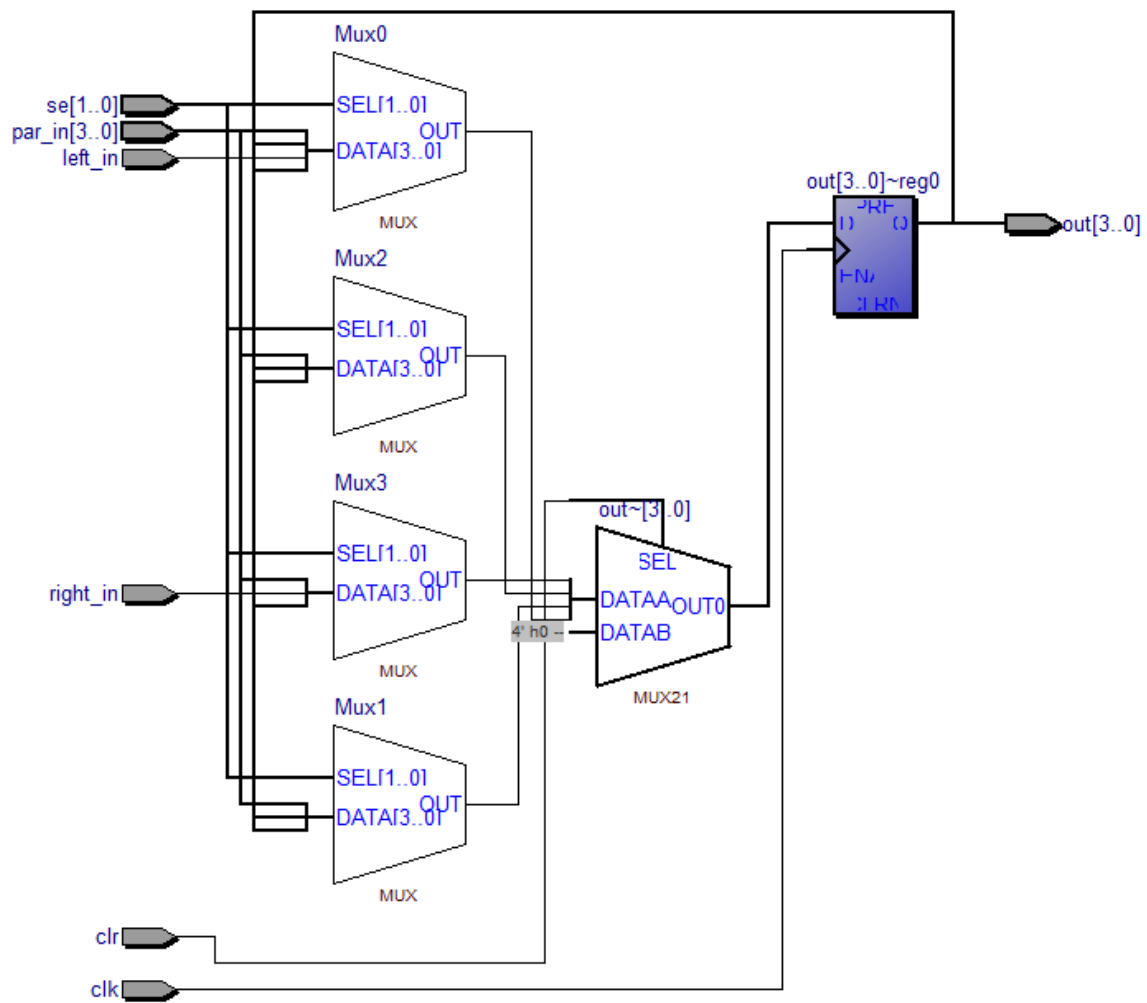 Mux0
se[1..0]
par_in[3..0]
left_in
SEL[1..0]
OUT
DATA[3..0]
MUX
out[3..0]~reg0
PRE
D Q
ENA
CLRN
out[3..0]
Mux2
SEL[1..0]
OUT
DATA[3..0]
MUX
Mux3
SEL[1..0]
OUT
DATA[3..0]
MUX
right_in
out~[3..0]
SEL
DATAA OUT0
4' h0 --
DATAB
MUX21
Mux1
SEL[1..0]
OUT
DATA[3..0]
MUX
clr
clk